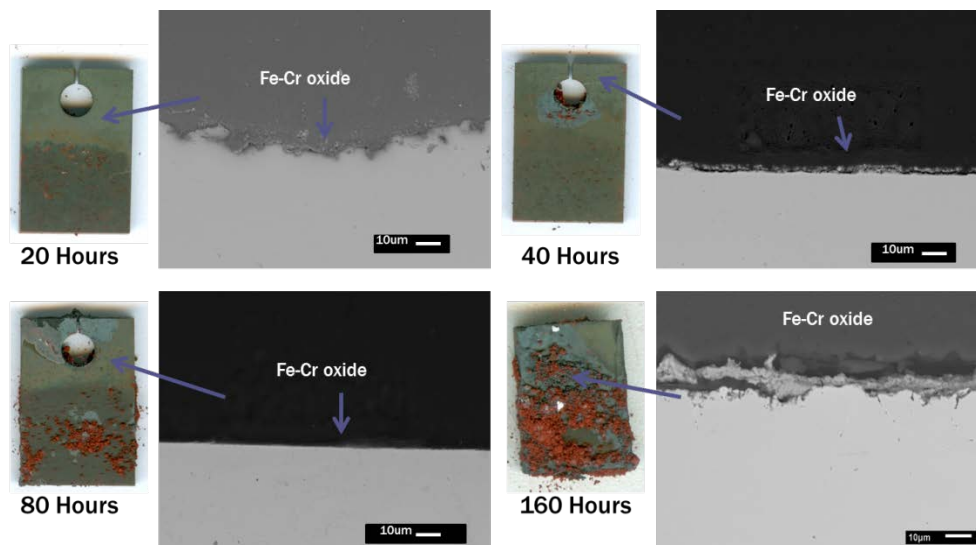 Fe-Cr oxide
10um
20 Hours
Fe-Cr oxide
10um
40 Hours
Fe-Cr oxide
10um
80 Hours
Fe-Cr oxide
10μm
160 Hours